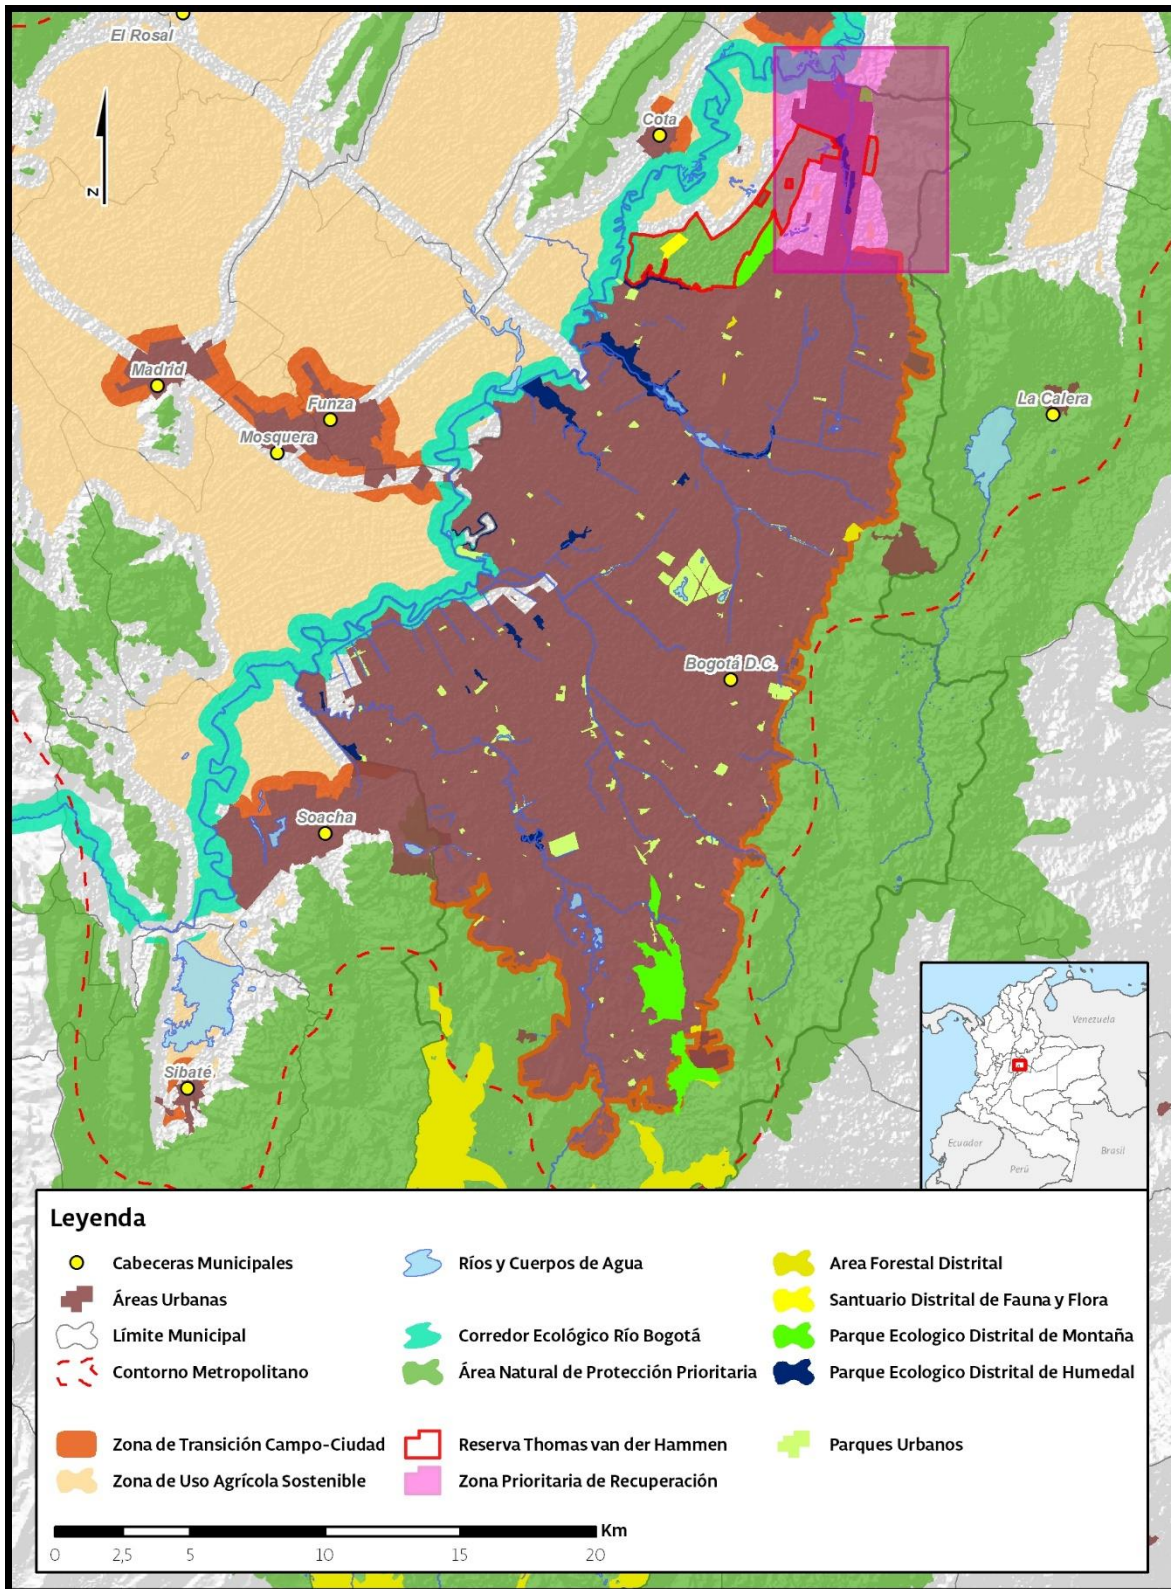 El Rosal
Cota
N
Madrid
Funza
Mosquera
La Calera
Bogotá D.C.
Soacha
Sibaté
Venezuela
Ecuador
Perú
Brasil
Leyenda
Cabeceras Municipales
Áreas Urbanas
Límite Municipal
Contorno Metropolitano
Zona de Transición Campo-Ciudad
Zona de Uso Agrícola Sostenible
Ríos y Cuerpos de Agua
Corredor Ecológico Río Bogotá
Área Natural de Protección Prioritaria
Reserva Thomas van der Hammen
Zona Prioritaria de Recuperación
Area Forestal Distrital
Santuario Distrital de Fauna y Flora
Parque Ecologico Distrital de Montaña
Parque Ecologico Distrital de Humedal
Parques Urbanos
Km
0 2,5 5 10 15 20